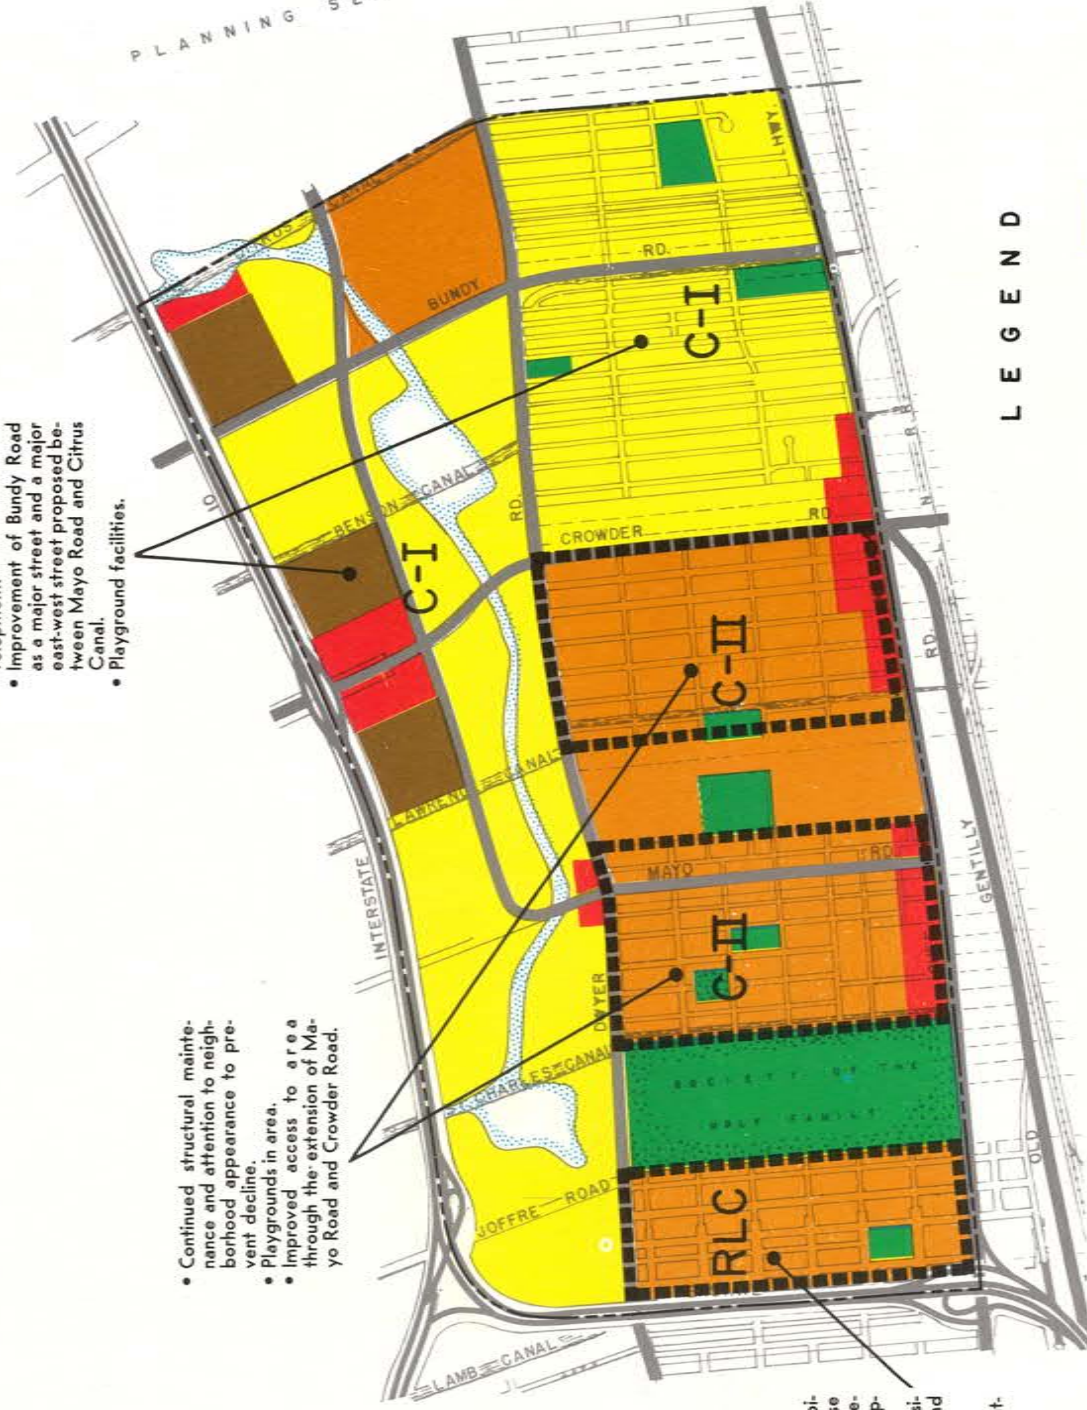 PLANNING
• Improvement of Bundy Road
as a major street and a major
east-west street proposed be-
tween Mayo Road and Citrus
Canal.
• Playground facilities.
• Continued structural mainte-
nance and attention to neigh-
borhood appearance to pre-
vent decline.
• Playgrounds in area.
• Improved access to area
through the extension of Ma-
yo Road and Crowder Road.
LAMB CANAL
JOFFRE ROAD
ST. CHARLES CANAL
INTERSTATE
10
LAWRENCE CANAL
BENSON CANAL
CITRUS CANAL
BUNDY
RD.
DWYER
RD.
MAYO
RD.
CROWDER
RD.
C-I
C-I
C-II
C-II
RLC
SOCIETY OF THE
HOLY FAMILY
OLD
GENTILLY
RD.
HWY.
N
R.R.
LEGEND